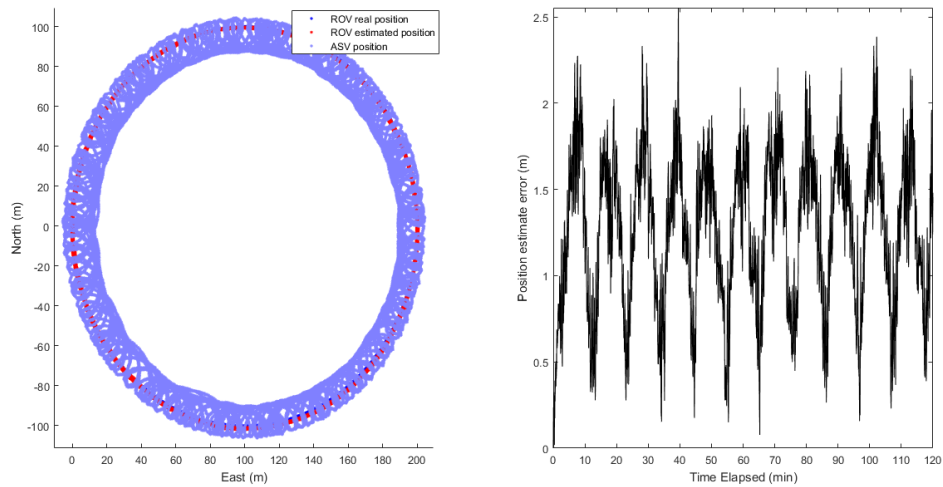 ROV real position
ROV estimated position
ASV position
100
80
60
40
20
0
-20
-40
-60
-80
-100
North (m)
0 20 40 60 80 100 120 140 160 180 200
East (m)
2.5
2
1.5
1
0.5
0
Position estimate error (m)
0 10 20 30 40 50 60 70 80 90 100 110 120
Time Elapsed (min)